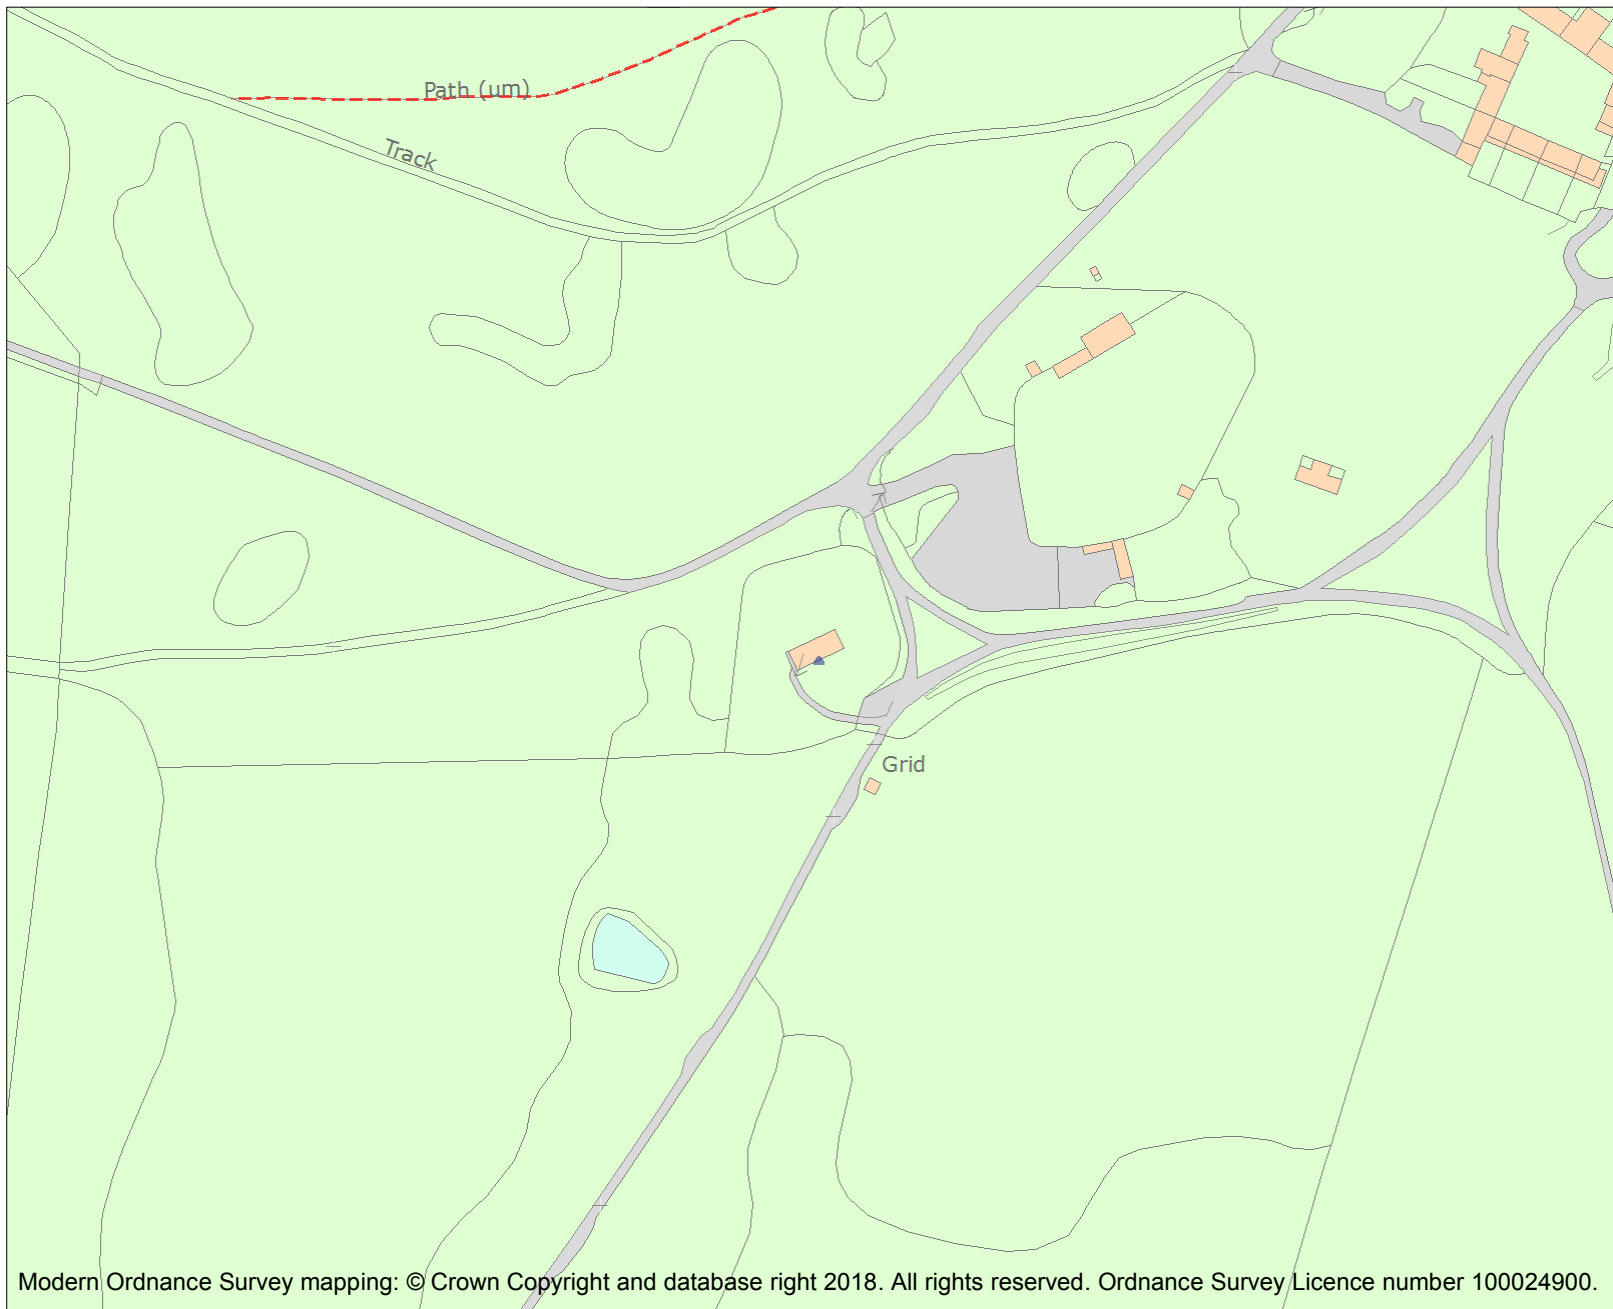 Path (um)
Track
Grid
Modern Ordnance Survey mapping: © Crown Copyright and database right 2018. All rights reserved. Ordnance Survey Licence number 100024900.